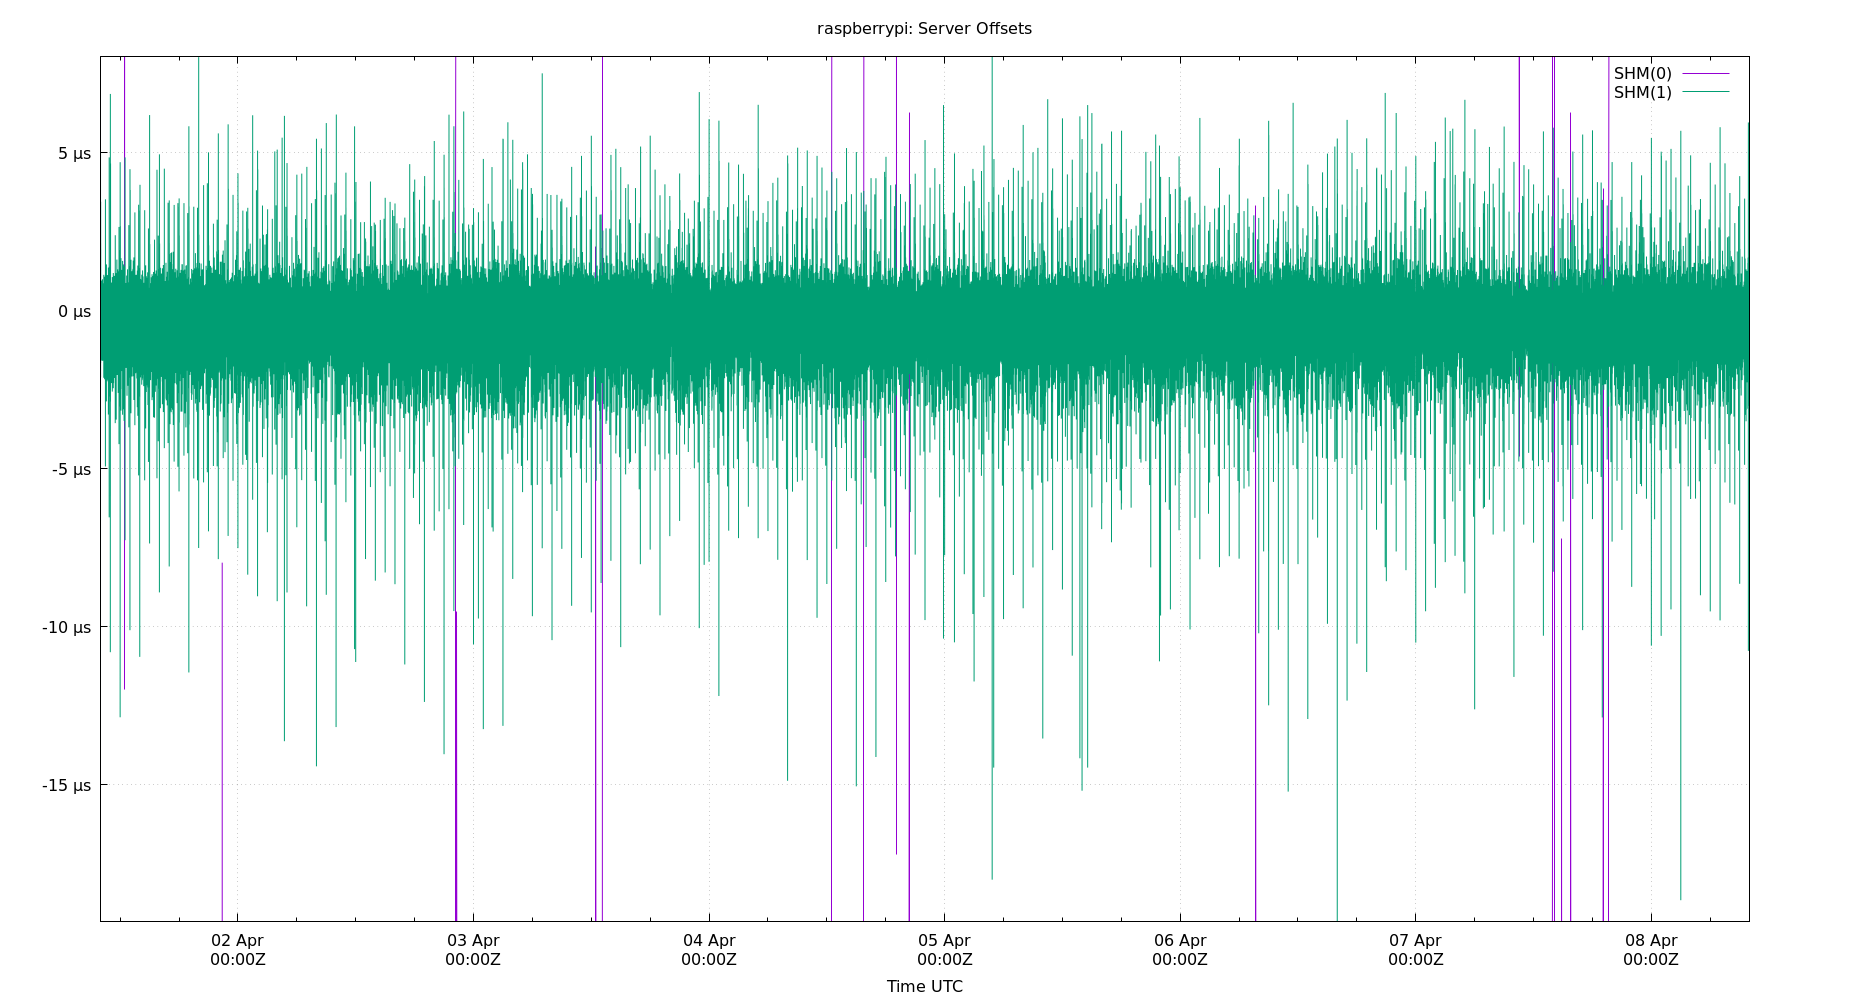 raspberrypi: Server Offsets
SHM(0)
SHM(1)
5 µs
0 µs
-5 µs
-10 µs
-15 µs
02 Apr 03 Apr 04 Apr 05 Apr 06 Apr 07 Apr 08 Apr
00:00Z 00:00Z 00:00Z 00:00Z 00:00Z 00:00Z 00:00Z
Time UTC